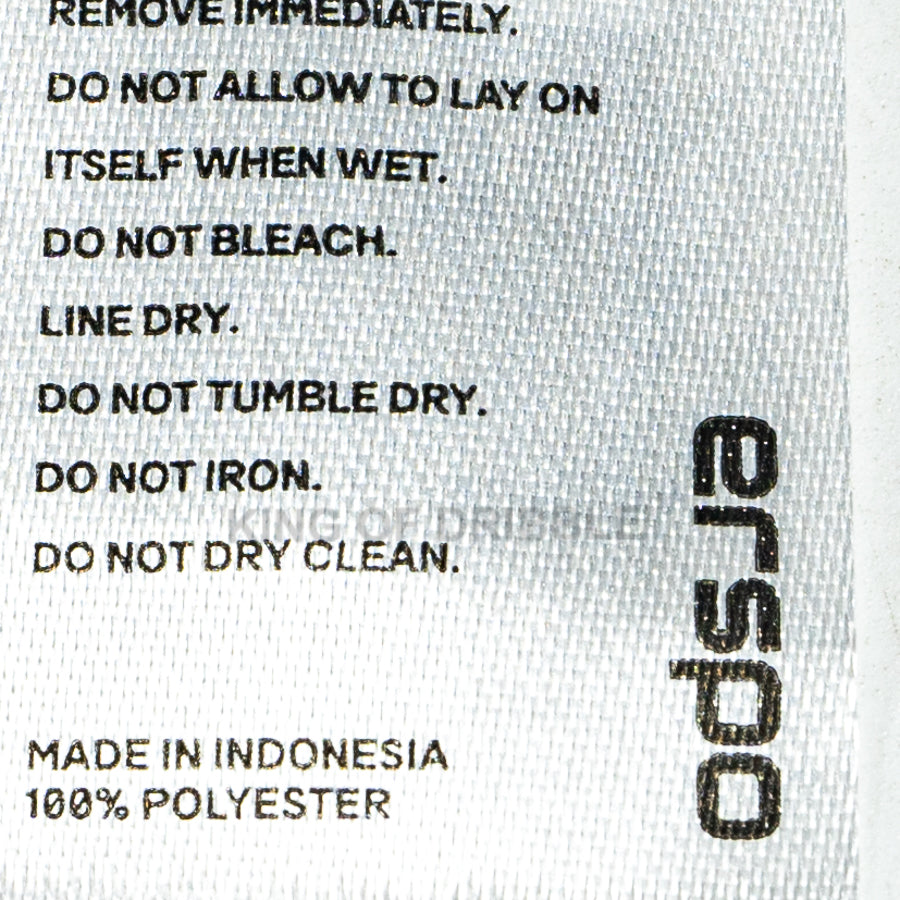 REMOVE IMMEDIATELY.
DO NOT ALLOW TO LAY ON
ITSELF WHEN WET.
DO NOT BLEACH.
LINE DRY.
DO NOT TUMBLE DRY.
DO NOT IRON.
KING OF DRIBBLE
DO NOT DRY CLEAN.
erspo
MADE IN INDONESIA
100% POLYESTER